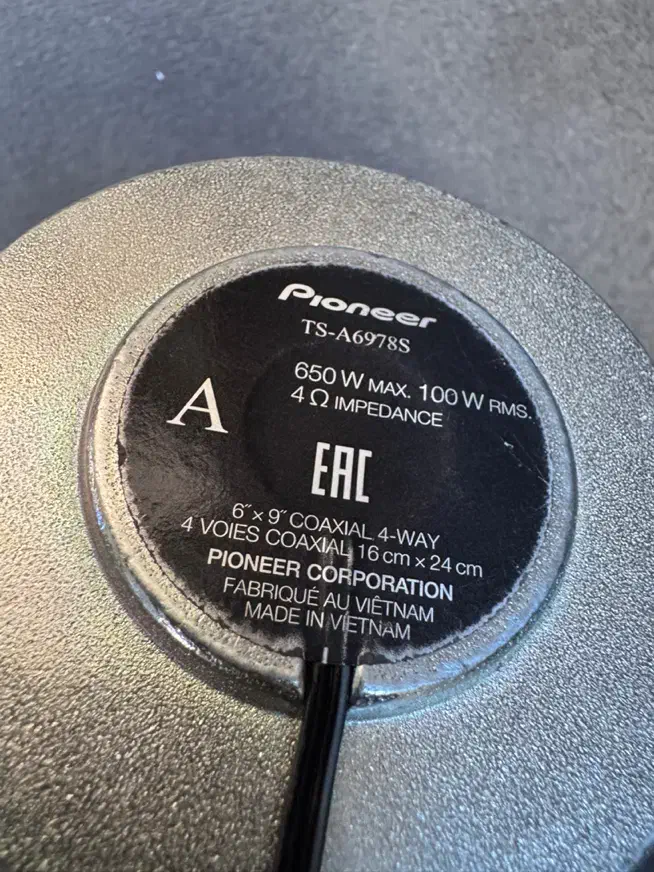 Pioneer
TS-A6978S
650 W MAX. 100 W RMS.
4 Ω IMPEDANCE
A
EAC
6˝ × 9˝ COAXIAL 4-WAY
4 VOIES COAXIAL 16 cm × 24 cm
PIONEER CORPORATION
FABRIQUÉ AU VIÊTNAM
MADE IN VIETNAM